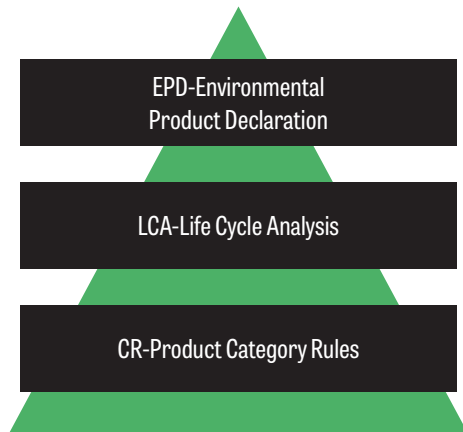 EPD-Environmental
Product Declaration
LCA-Life Cycle Analysis
CR-Product Category Rules